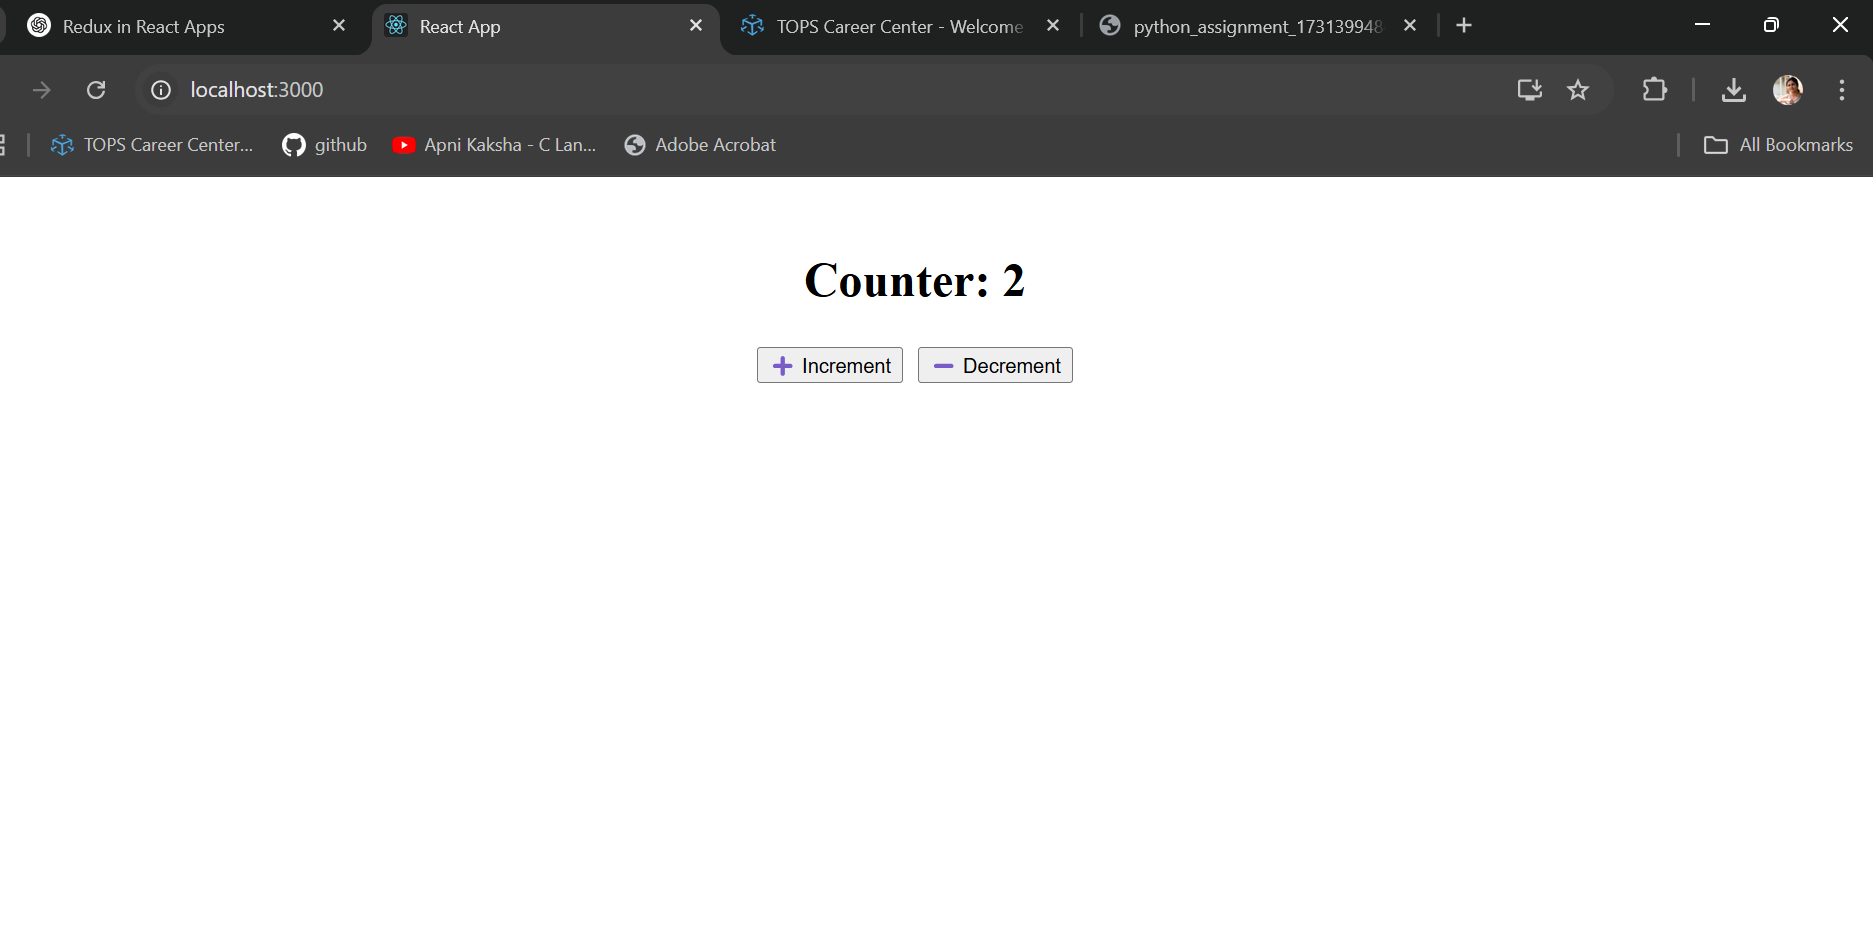 Redux in React Apps
React App
TOPS Career Center - Welcome
python_assignment_173139948
localhost:3000
TOPS Career Center...
github
Apni Kaksha - C Lan...
Adobe Acrobat
All Bookmarks
Counter: 2
Increment
Decrement